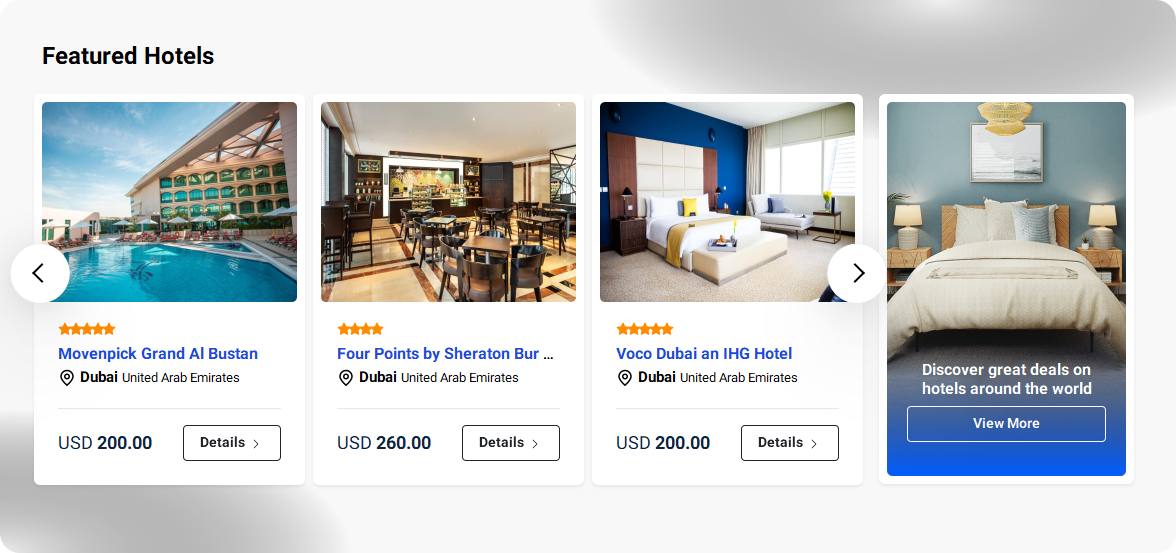 Featured Hotels
Movenpick Grand Al Bustan
Dubai United Arab Emirates
USD 200.00
Details
Four Points by Sheraton Bur ...
Dubai United Arab Emirates
USD 260.00
Details
Voco Dubai an IHG Hotel
Dubai United Arab Emirates
USD 200.00
Details
Discover great deals on
hotels around the world
View More